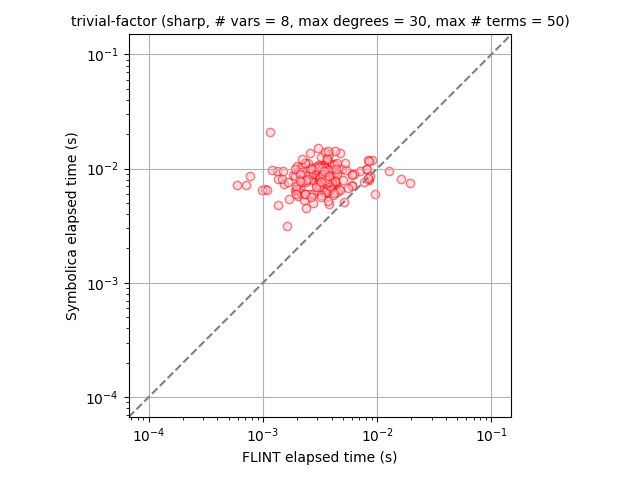 trivial-factor (sharp, # vars = 8, max degrees = 30, max # terms = 50)
10⁻¹
10⁻²
10⁻³
10⁻⁴
Symbolica elapsed time (s)
10⁻⁴ 10⁻³ 10⁻² 10⁻¹
FLINT elapsed time (s)